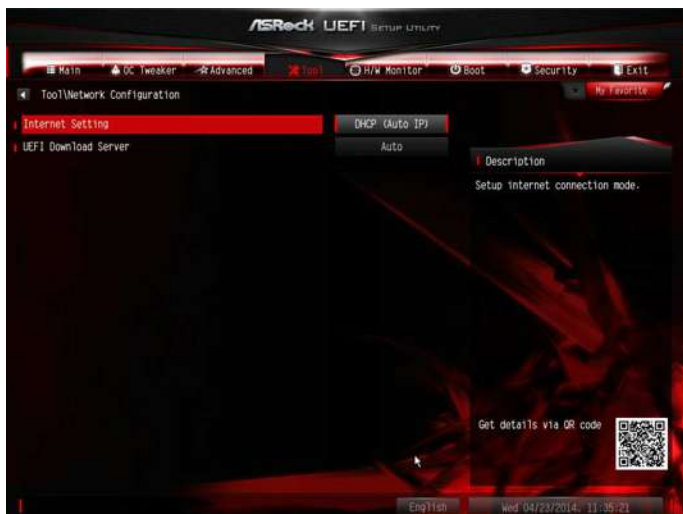 ASRock UEFI SETUP UTILITY
Main OC Tweaker Advanced Tool H/W Monitor Boot Security Exit
My Favorite
Tool\Network Configuration
Internet Setting DHCP (Auto IP)
UEFI Download Server Auto
Description
Setup internet connection mode.
Get details via QR code
English Wed 04/23/2014. 11:35:21